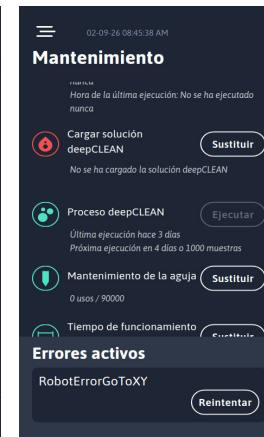 02-09-26 08:45:38 AM
Mantenimiento
nunca
Hora de la última ejecución: No se ha ejecutado
nunca
Cargar solución
deepCLEAN
Sustituir
No se ha cargado la solución deepCLEAN
Proceso deepCLEAN
Ejecutar
Última ejecución hace 3 días
Próxima ejecución en 4 días o 1000 muestras
Mantenimiento de la aguja
Sustituir
0 usos / 90000
Tiempo de funcionamiento
Sustituir
Errores activos
RobotErrorGoToXY
Reintentar